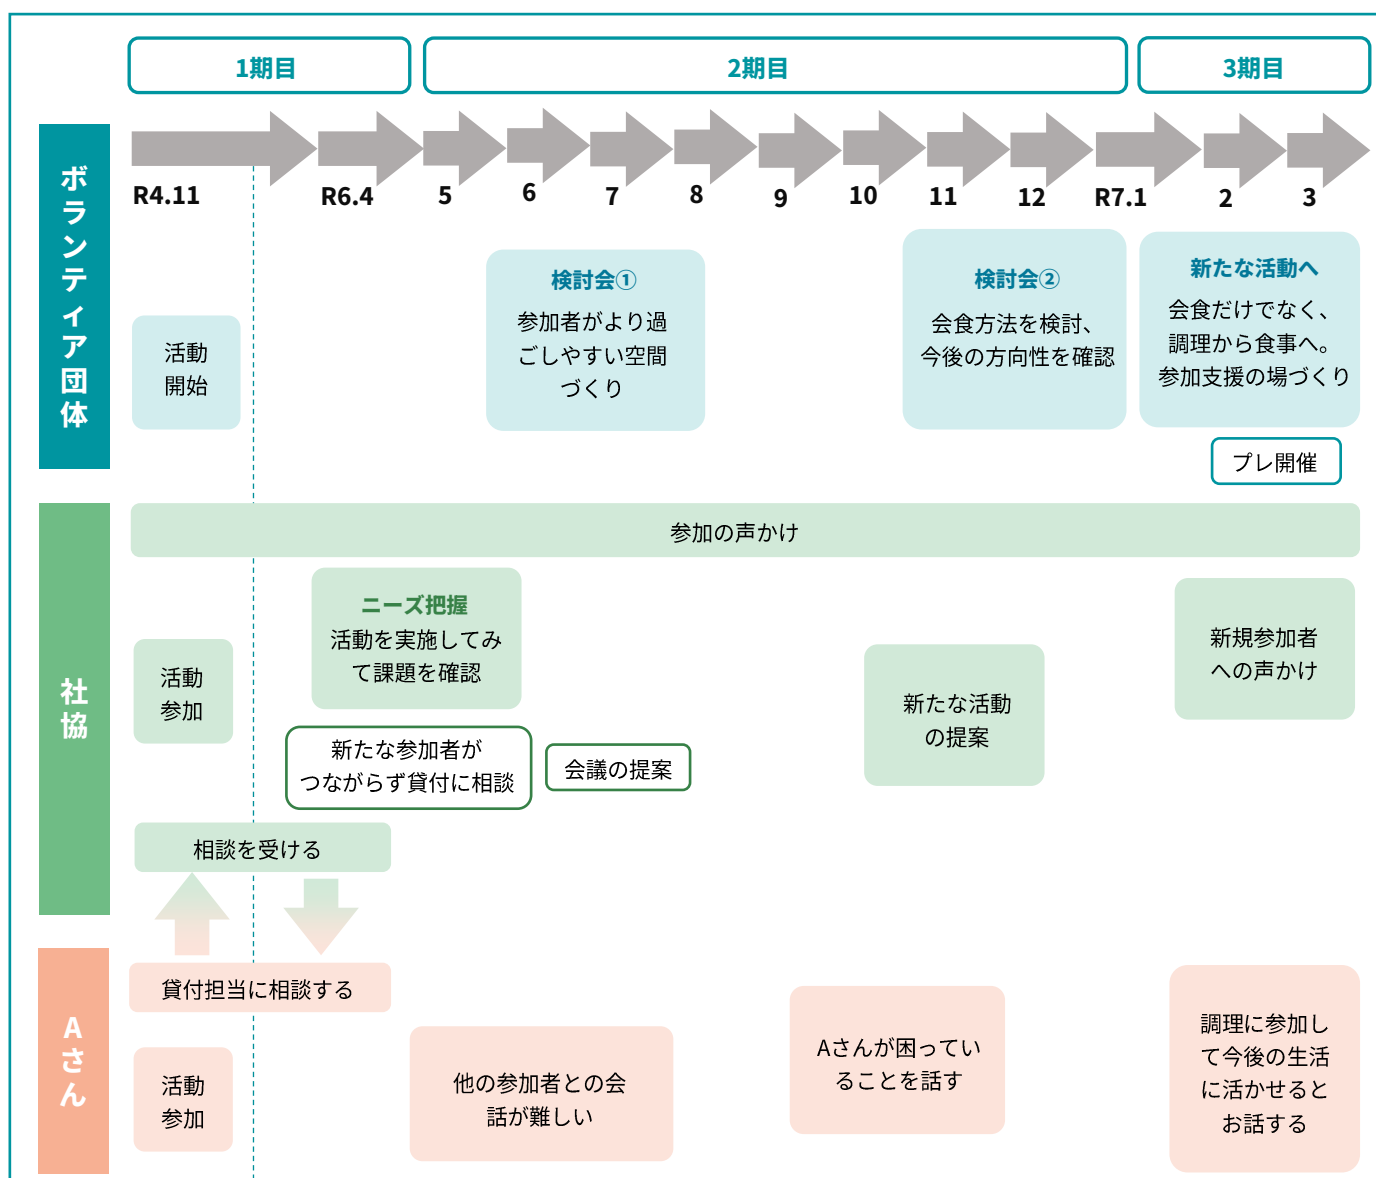 1期目
2期目
3期目
R4.11
R6.4
5
6
7
8
9
10
11
12
R7.1
2
3
ボランティア団体
活動
開始
検討会①
参加者がより過
ごしやすい空間
づくり
検討会②
会食方法を検討、
今後の方向性を確認
新たな活動へ
会食だけでなく、
調理から食事へ。
参加支援の場づくり
プレ開催
社協
参加の声かけ
活動
参加
ニーズ把握
活動を実施してみ
て課題を確認
新たな参加者が
つながらず貸付に相談
会議の提案
新たな活動
の提案
新規参加者
への声かけ
相談を受ける
Aさん
貸付担当に相談する
活動
参加
他の参加者との会
話が難しい
Aさんが困ってい
ることを話す
調理に参加し
て今後の生活
に活かせると
お話する